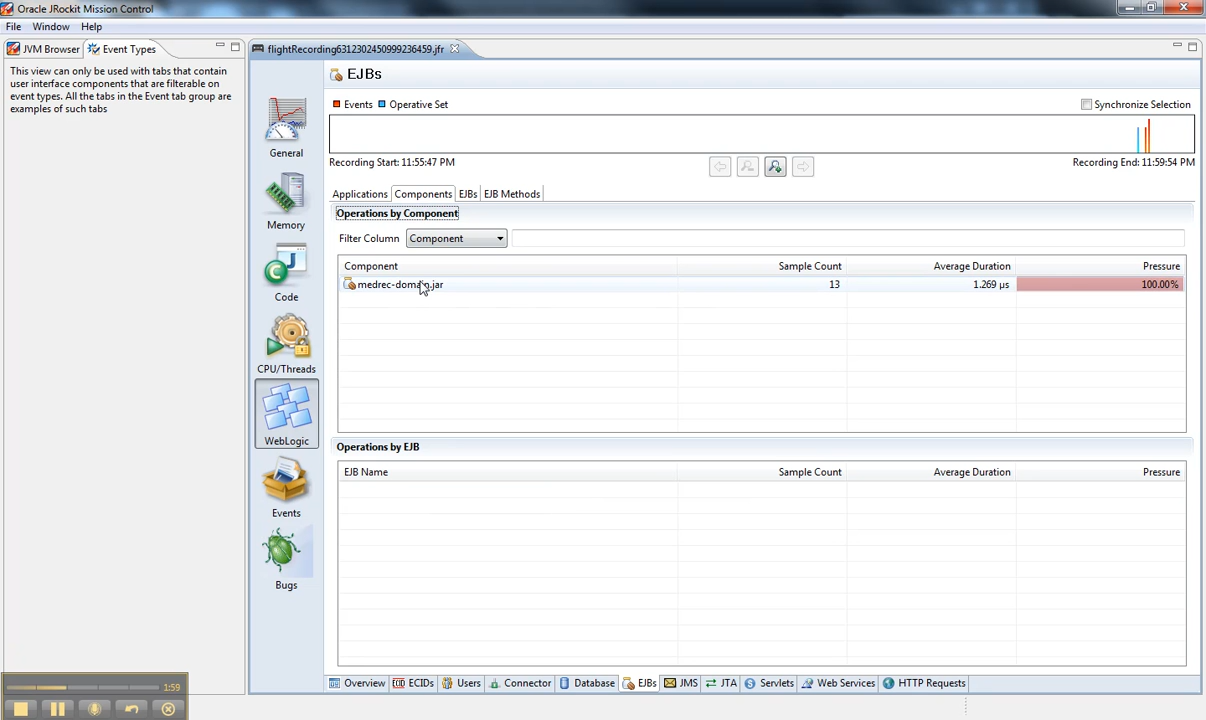 Oracle JRockit Mission Control
File Window Help
JVM Browser Event Types
This view can only be used with tabs that contain
user interface components that are filterable on
event types. All the tabs in the Event tab group are
examples of such tabs
flightRecording6312302450999236459.jfr
General
Memory
Code
CPU/Threads
WebLogic
Events
Bugs
EJBs
Events Operative Set Synchronize Selection
Recording Start: 11:55:47 PM Recording End: 11:59:54 PM
Applications Components EJBs EJB Methods
Operations by Component
Filter Column Component
Component Sample Count Average Duration Pressure
medrec-domain.jar 13 1.269 µs 100.00%
Operations by EJB
EJB Name Sample Count Average Duration Pressure
Overview ECIDs Users Connector Database EJBs JMS JTA Servlets Web Services HTTP Requests
1:59